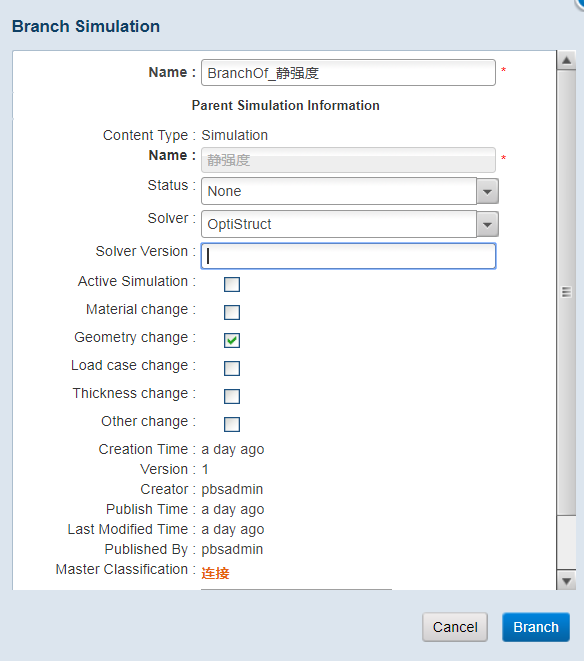 Branch Simulation
Name : BranchOf_静强度 *
Parent Simulation Information
Content Type : Simulation
Name : 静强度 *
Status : None
Solver : OptiStruct
Solver Version :
Active Simulation :
Material change :
Geometry change :
Load case change :
Thickness change :
Other change :
Creation Time : a day ago
Version : 1
Creator : pbsadmin
Publish Time : a day ago
Last Modified Time : a day ago
Published By : pbsadmin
Master Classification : 连接
Cancel Branch